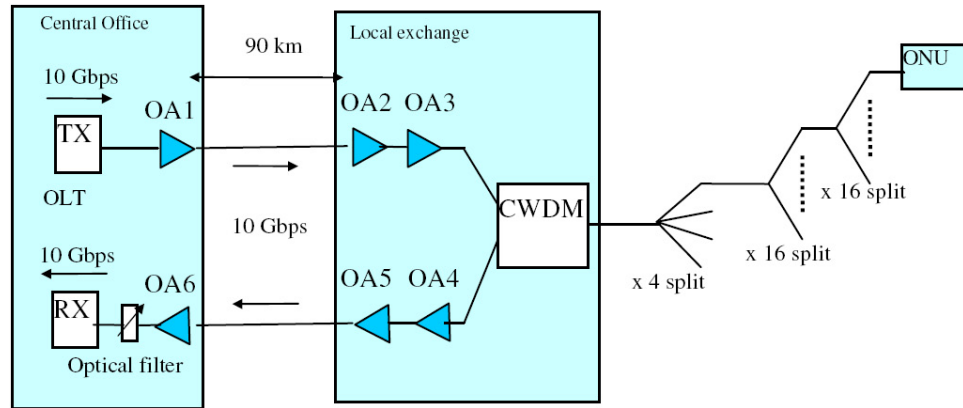 Central Office
90 km
Local exchange
ONU
10 Gbps
OA1
OA2 OA3
TX
OLT
CWDM
x 16 split
10 Gbps
10 Gbps
OA6
OA5 OA4
x 16 split
x 4 split
RX
Optical filter